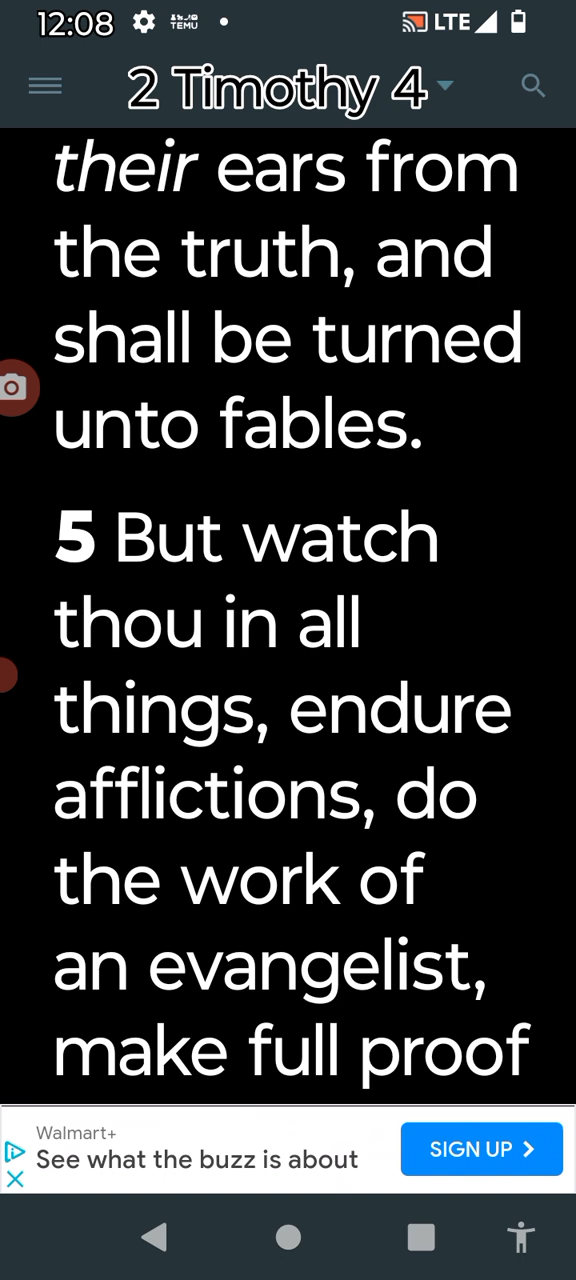 12:08 TEMU LTE
2 Timothy 4
their ears from
the truth, and
shall be turned
unto fables.
5 But watch
thou in all
things, endure
afflictions, do
the work of
an evangelist,
make full proof
Walmart+
See what the buzz is about
SIGN UP